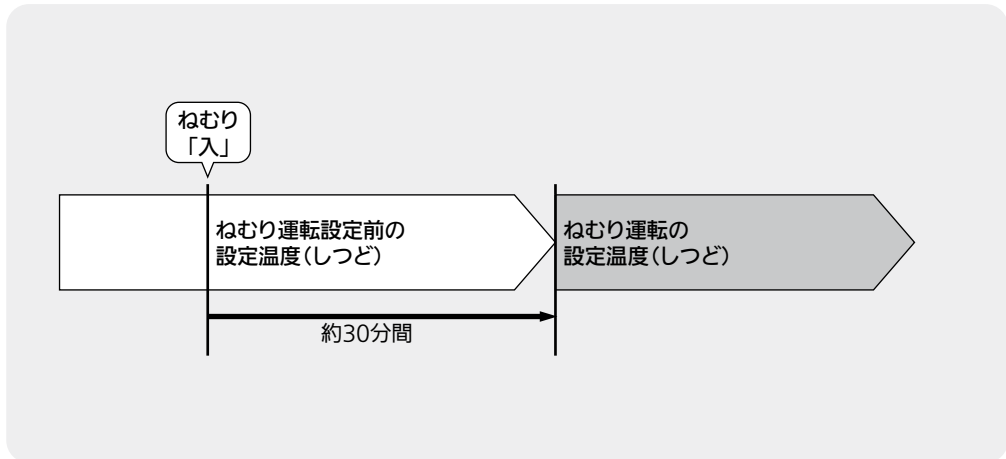 ねむり
「入」
ねむり運転設定前の
設定温度(しつど)
ねむり運転の
設定温度(しつど)
約30分間